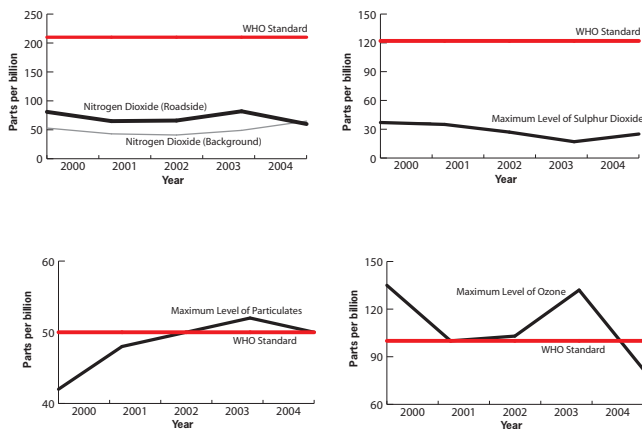 250
200
150
100
50
0
Parts per billion
WHO Standard
Nitrogen Dioxide (Roadside)
Nitrogen Dioxide (Background)
2000 2001 2002 2003 2004
Year
150
120
90
60
30
0
Parts per billion
WHO Standard
Maximum Level of Sulphur Dioxide
2000 2001 2002 2003 2004
Year
60
50
40
Parts per billion
Maximum Level of Particulates
WHO Standard
2000 2001 2002 2003 2004
Year
150
120
90
60
Parts per billion
Maximum Level of Ozone
WHO Standard
2000 2001 2002 2003 2004
Year